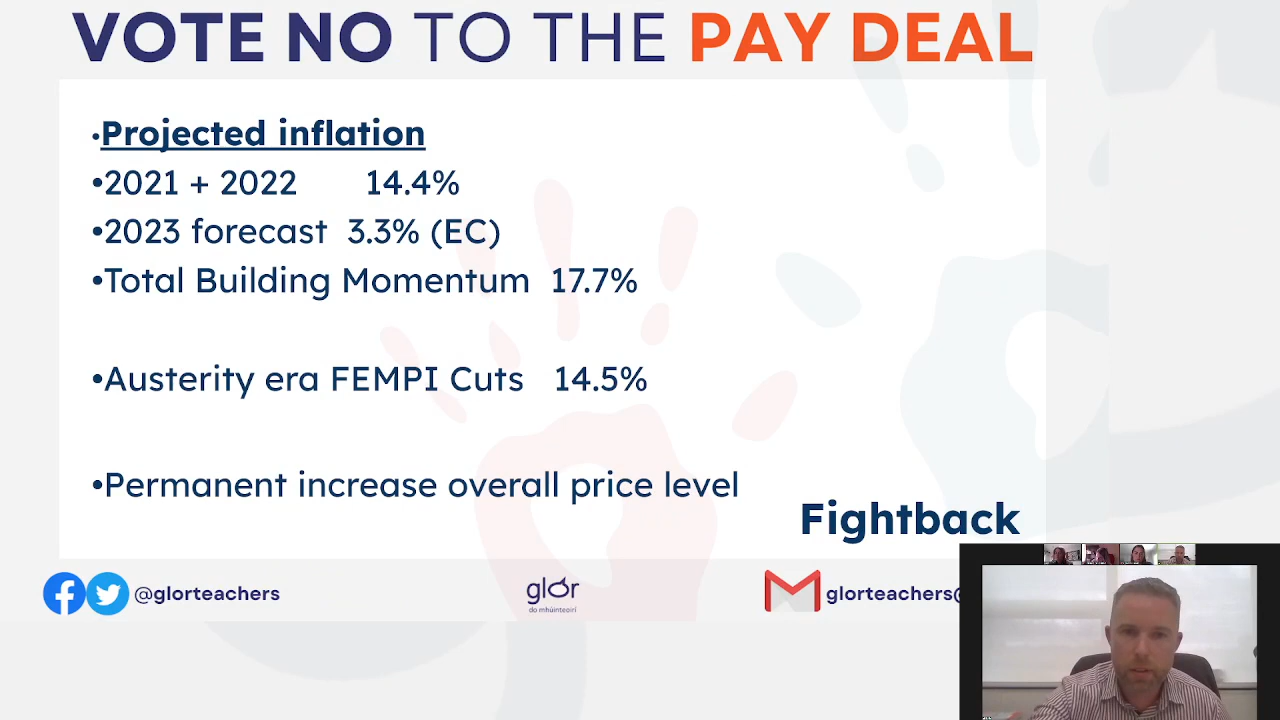 VOTE NO TO THE PAY DEAL
•Projected inflation
•2021 + 2022 14.4%
•2023 forecast 3.3% (EC)
•Total Building Momentum 17.7%
•Austerity era FEMPI Cuts 14.5%
•Permanent increase overall price level
Fightback
@glorteachers
glór
do mhúinteoirí
glorteachers@